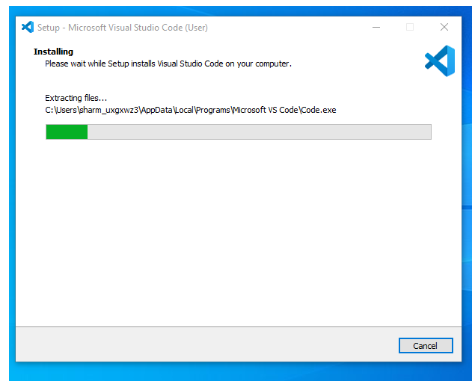 Setup - Microsoft Visual Studio Code (User)
Installing
Please wait while Setup installs Visual Studio Code on your computer.
Extracting files...
C:\Users\sharm_uxgxwz3\AppData\Local\Programs\Microsoft VS Code\Code.exe
Cancel